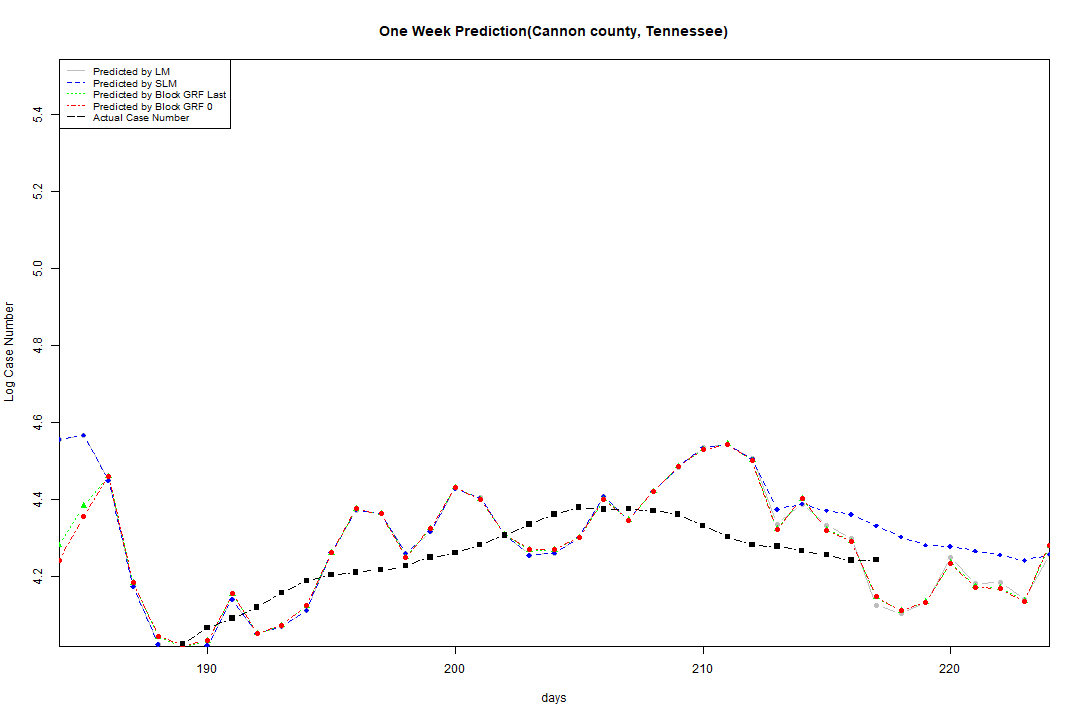 One Week Prediction(Cannon county, Tennessee)
Predicted by LM
Predicted by SLM
Predicted by Block GRF Last
Predicted by Block GRF 0
Actual Case Number
5.4
5.2
5.0
4.8
4.6
4.4
4.2
Log Case Number
190 200 210 220
days